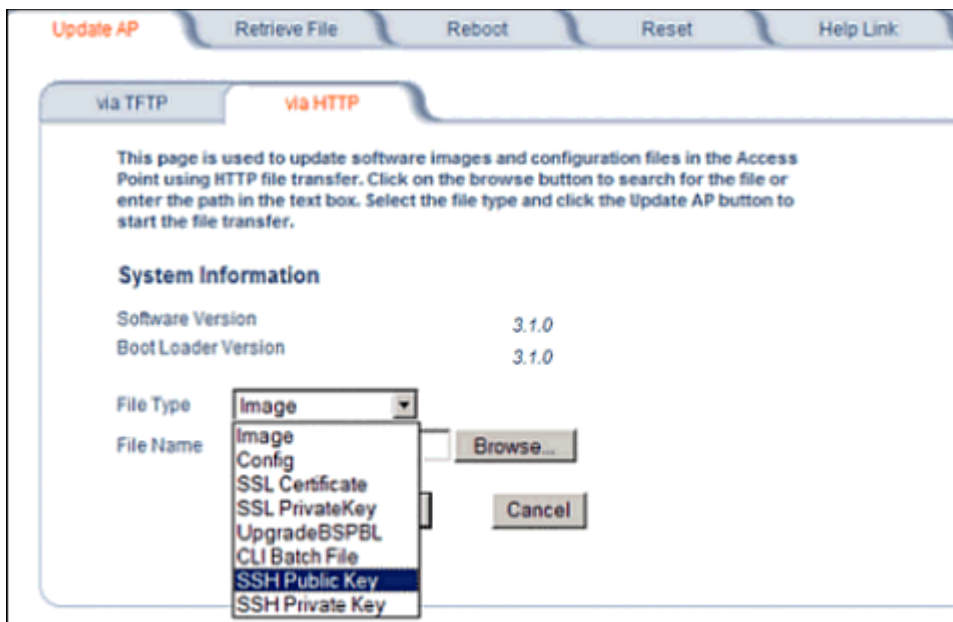 Update AP Retrieve File Reboot Reset Help Link
via TFTP via HTTP
This page is used to update software images and configuration files in the Access
Point using HTTP file transfer. Click on the browse button to search for the file or
enter the path in the text box. Select the file type and click the Update AP button to
start the file transfer.
System Information
Software Version 3.1.0
Boot Loader Version 3.1.0
File Type Image
File Name Browse...
Image
Config
SSL Certificate
SSL PrivateKey
UpgradeBSPBL
CLI Batch File
SSH Public Key
SSH Private Key
Cancel